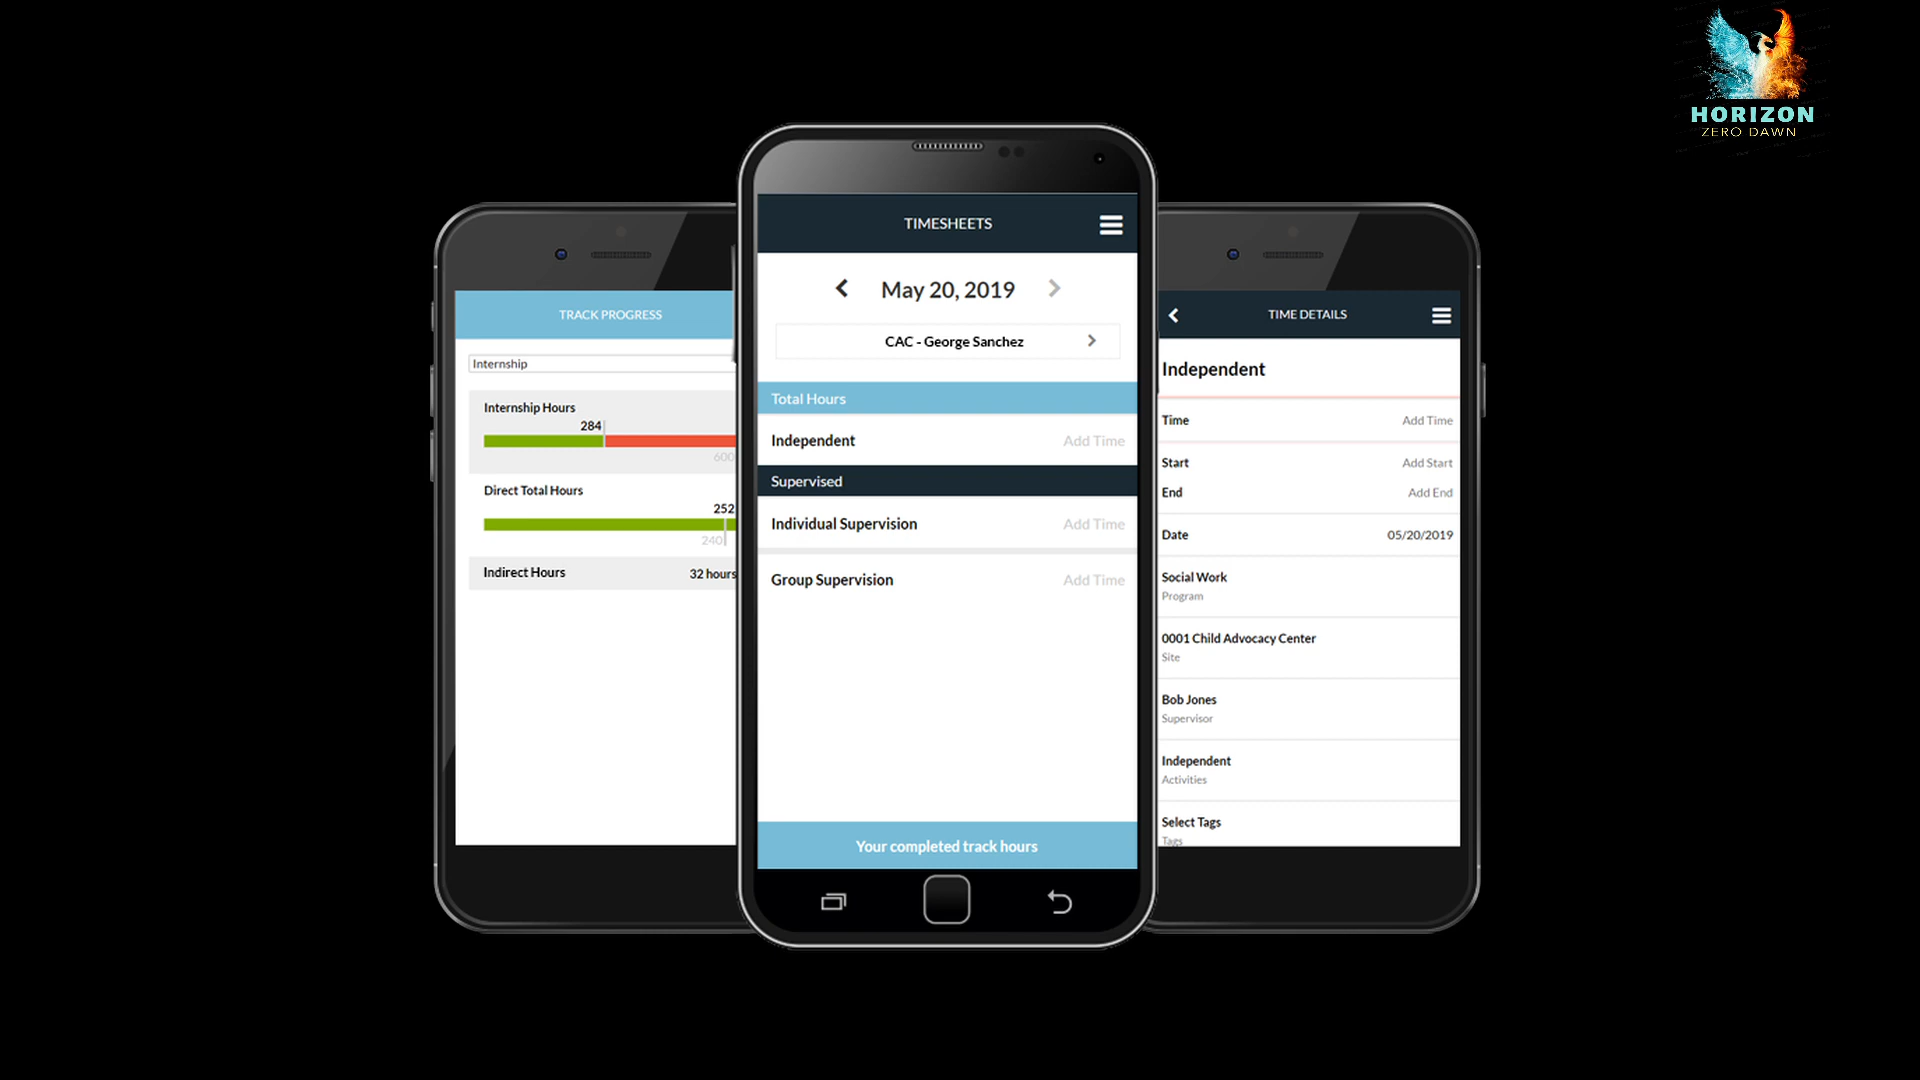 HORIZON
ZERO DAWN
TRACK PROGRESS
Internship
Internship Hours
284
600
Direct Total Hours
252
240
Indirect Hours
32 hours
TIMESHEETS
May 20, 2019
CAC - George Sanchez
Total Hours
Independent Add Time
Supervised
Individual Supervision Add Time
Group Supervision Add Time
Your completed track hours
TIME DETAILS
Independent
Time Add Time
Start Add Start
End Add End
Date 05/20/2019
Social Work
Program
0001 Child Advocacy Center
Site
Bob Jones
Supervisor
Independent
Activities
Select Tags
Tags